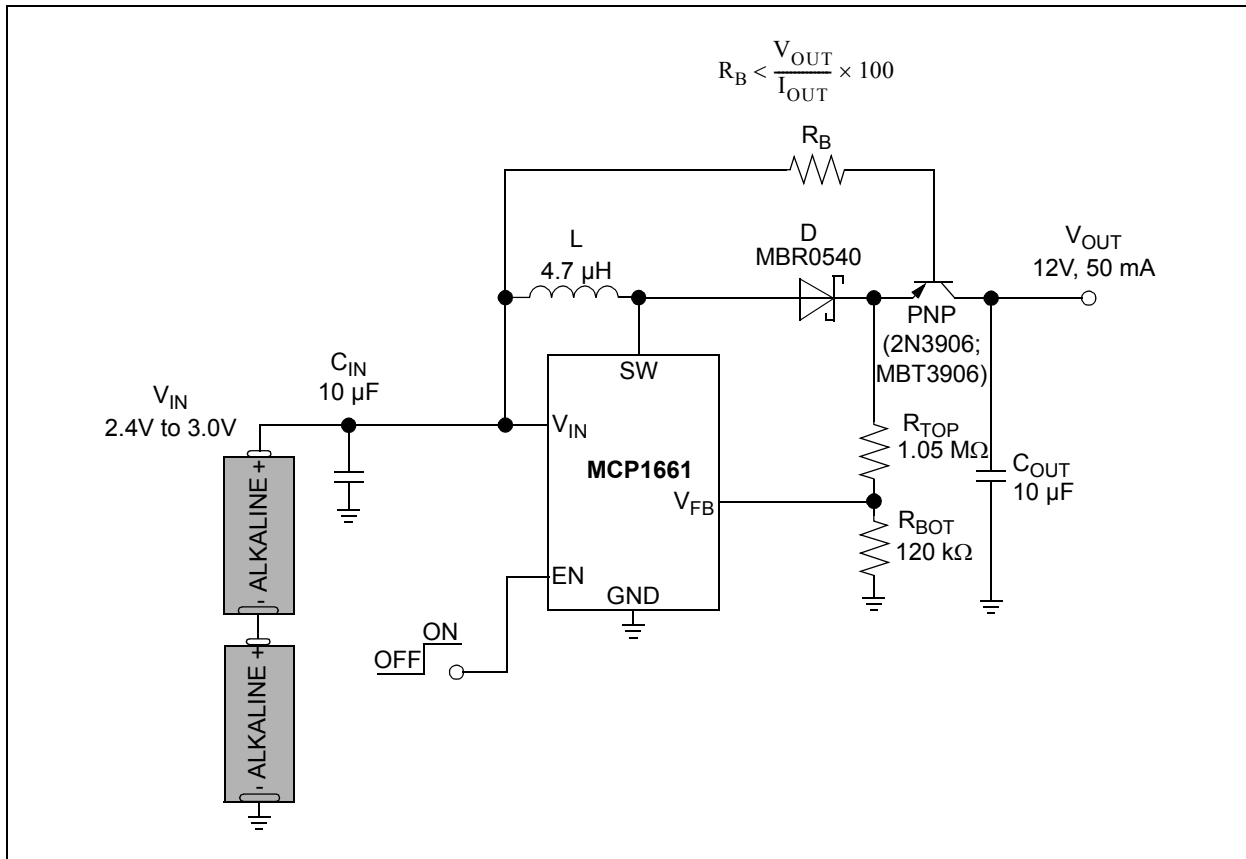 R_B < V_OUT / I_OUT × 100
R_B
L
4.7 µH
D
MBR0540
V_OUT
12V, 50 mA
PNP
(2N3906;
MBT3906)
C_IN
10 µF
V_IN
2.4V to 3.0V
SW
V_IN
MCP1661
V_FB
EN
GND
R_TOP
1.05 MΩ
R_BOT
120 kΩ
C_OUT
10 µF
ON
OFF
- ALKALINE +
- ALKALINE +